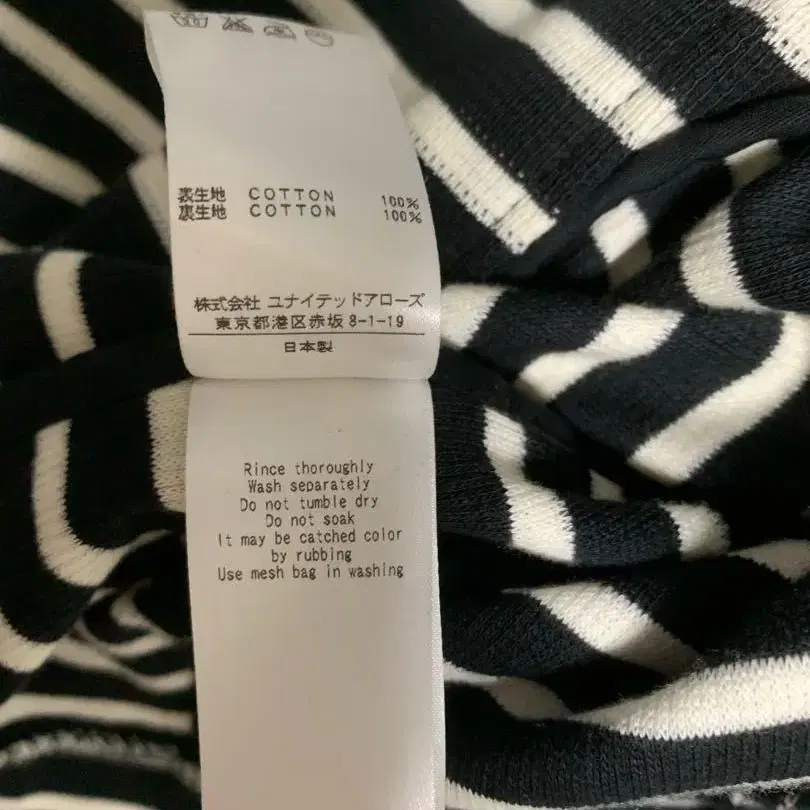 表生地 COTTON 100%
裏生地 COTTON 100%
株式会社 ユナイテッドアローズ
東京都港区赤坂 8-1-19
日本製
Rince thoroughly
Wash separately
Do not tumble dry
Do not soak
It may be catched color
by rubbing
Use mesh bag in washing